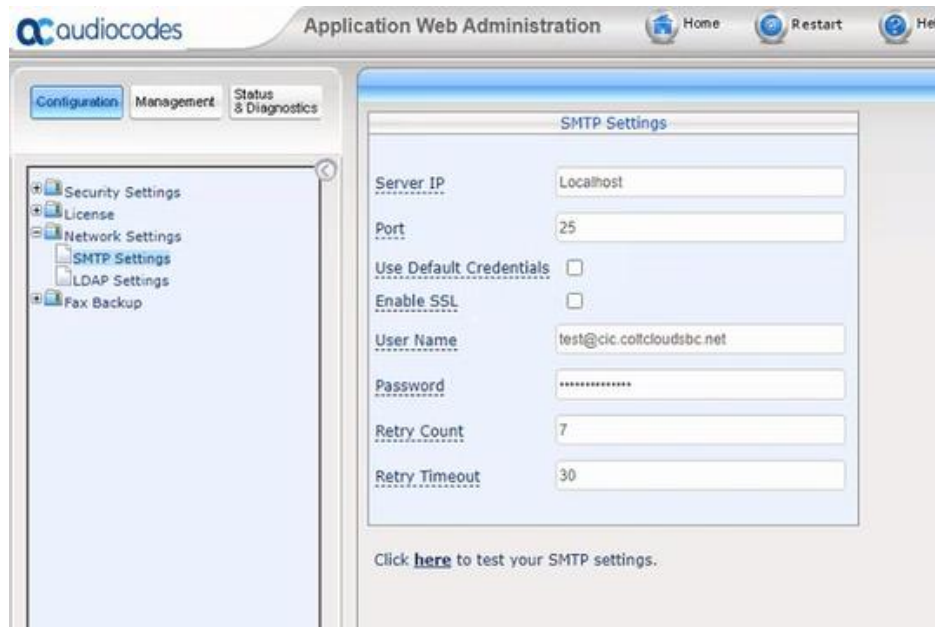 audiocodes
Application Web Administration
Home
Restart
Configuration
Management
Status
& Diagnostics
Security Settings
License
Network Settings
SMTP Settings
LDAP Settings
Fax Backup
SMTP Settings
Server IP
Localhost
Port
25
Use Default Credentials
Enable SSL
User Name
test@cic.coltcloudsbc.net
Password
Retry Count
7
Retry Timeout
30
Click here to test your SMTP settings.